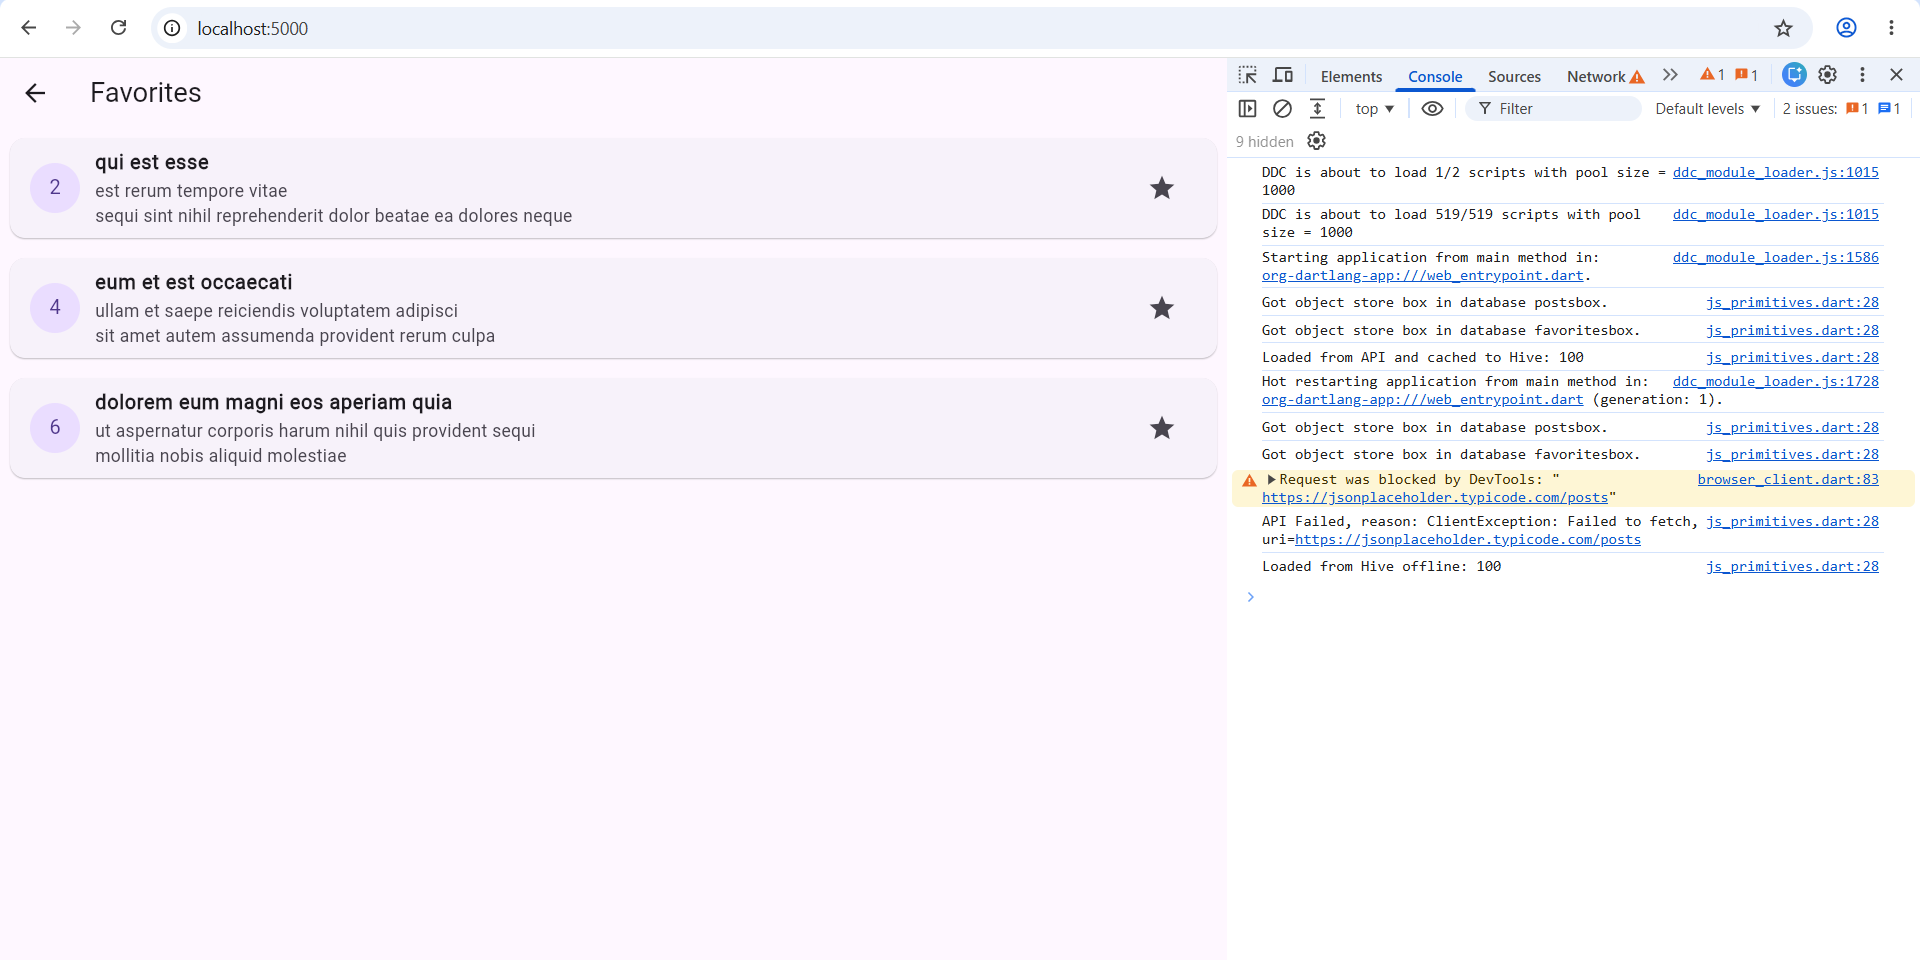 localhost:5000
Favorites
2
qui est esse
est rerum tempore vitae
sequi sint nihil reprehenderit dolor beatae ea dolores neque
4
eum et est occaecati
ullam et saepe reiciendis voluptatem adipisci
sit amet autem assumenda provident rerum culpa
6
dolorem eum magni eos aperiam quia
ut aspernatur corporis harum nihil quis provident sequi
mollitia nobis aliquid molestiae
Elements Console Sources Network 1 1
top Filter Default levels 2 issues: 1 1
9 hidden
DDC is about to load 1/2 scripts with pool size = ddc_module_loader.js:1015
1000
DDC is about to load 519/519 scripts with pool ddc_module_loader.js:1015
size = 1000
Starting application from main method in: ddc_module_loader.js:1586
org-dartlang-app:///web_entrypoint.dart.
Got object store box in database postsbox. js_primitives.dart:28
Got object store box in database favoritesbox. js_primitives.dart:28
Loaded from API and cached to Hive: 100 js_primitives.dart:28
Hot restarting application from main method in: ddc_module_loader.js:1728
org-dartlang-app:///web_entrypoint.dart (generation: 1).
Got object store box in database postsbox. js_primitives.dart:28
Got object store box in database favoritesbox. js_primitives.dart:28
Request was blocked by DevTools: " browser_client.dart:83
https://jsonplaceholder.typicode.com/posts"
API Failed, reason: ClientException: Failed to fetch, js_primitives.dart:28
uri=https://jsonplaceholder.typicode.com/posts
Loaded from Hive offline: 100 js_primitives.dart:28